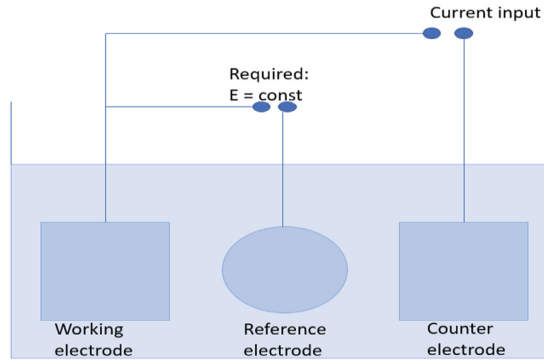 Current input
Required:
E = const
Working
electrode
Reference
electrode
Counter
electrode